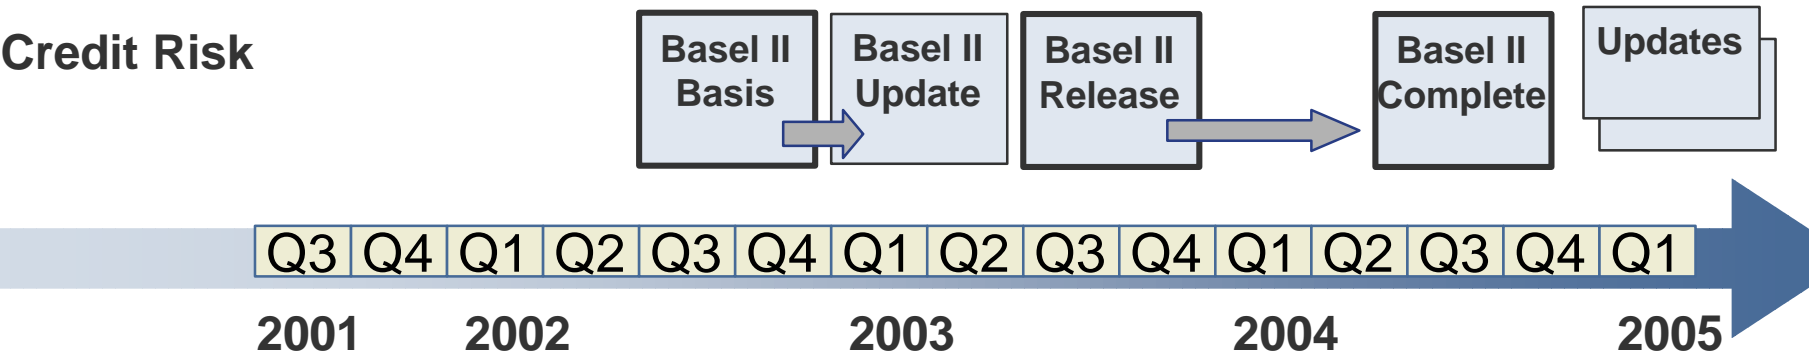 Credit Risk
Basel II
Basis
Basel II
Update
Basel II
Release
Basel II
Complete
Updates
Q3 Q4 Q1 Q2 Q3 Q4 Q1 Q2 Q3 Q4 Q1 Q2 Q3 Q4 Q1
2001 2002 2003 2004 2005